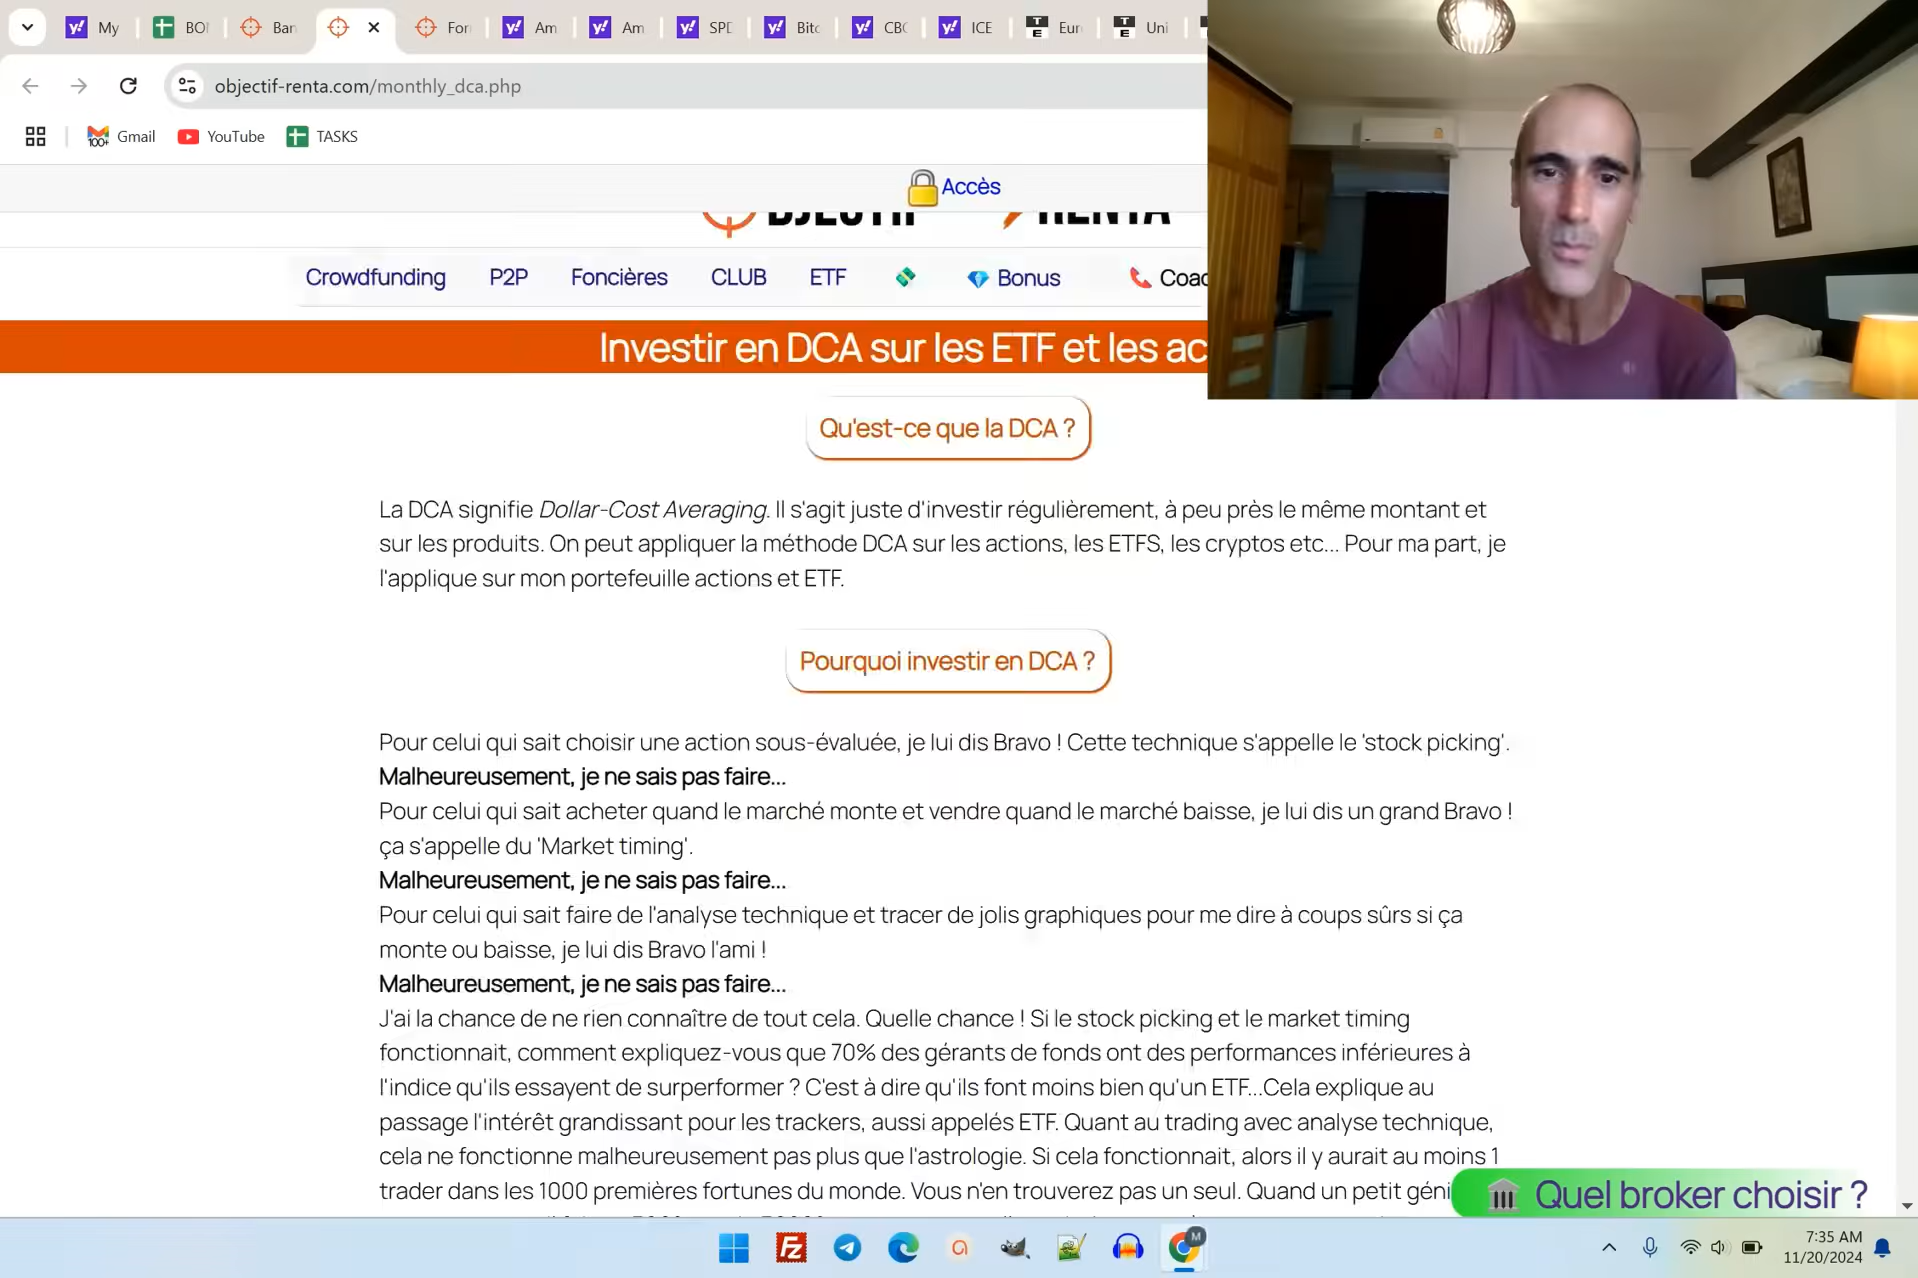 My
BO
Ban
For
Am
Am
SPD
Bitc
CBO
ICE
Eur
Uni
objectif-renta.com/monthly_dca.php
Gmail
YouTube
TASKS
Accès
Crowdfunding
P2P
Foncières
CLUB
ETF
Bonus
Coac
Investir en DCA sur les ETF et les ac
Qu'est-ce que la DCA ?
La DCA signifie Dollar-Cost Averaging. Il s'agit juste d'investir régulièrement, à peu près le même montant et
sur les produits. On peut appliquer la méthode DCA sur les actions, les ETFS, les cryptos etc... Pour ma part, je
l'applique sur mon portefeuille actions et ETF.
Pourquoi investir en DCA ?
Pour celui qui sait choisir une action sous-évaluée, je lui dis Bravo ! Cette technique s'appelle le 'stock picking'.
Malheureusement, je ne sais pas faire...
Pour celui qui sait acheter quand le marché monte et vendre quand le marché baisse, je lui dis un grand Bravo !
ça s'appelle du 'Market timing'.
Malheureusement, je ne sais pas faire...
Pour celui qui sait faire de l'analyse technique et tracer de jolis graphiques pour me dire à coups sûrs si ça
monte ou baisse, je lui dis Bravo l'ami !
Malheureusement, je ne sais pas faire...
J'ai la chance de ne rien connaître de tout cela. Quelle chance ! Si le stock picking et le market timing
fonctionnait, comment expliquez-vous que 70% des gérants de fonds ont des performances inférieures à
l'indice qu'ils essayent de surperformer ? C'est à dire qu'ils font moins bien qu'un ETF...Cela explique au
passage l'intérêt grandissant pour les trackers, aussi appelés ETF. Quant au trading avec analyse technique,
cela ne fonctionne malheureusement pas plus que l'astrologie. Si cela fonctionnait, alors il y aurait au moins 1
trader dans les 1000 premières fortunes du monde. Vous n'en trouverez pas un seul. Quand un petit géni
Quel broker choisir ?
7:35 AM
11/20/2024